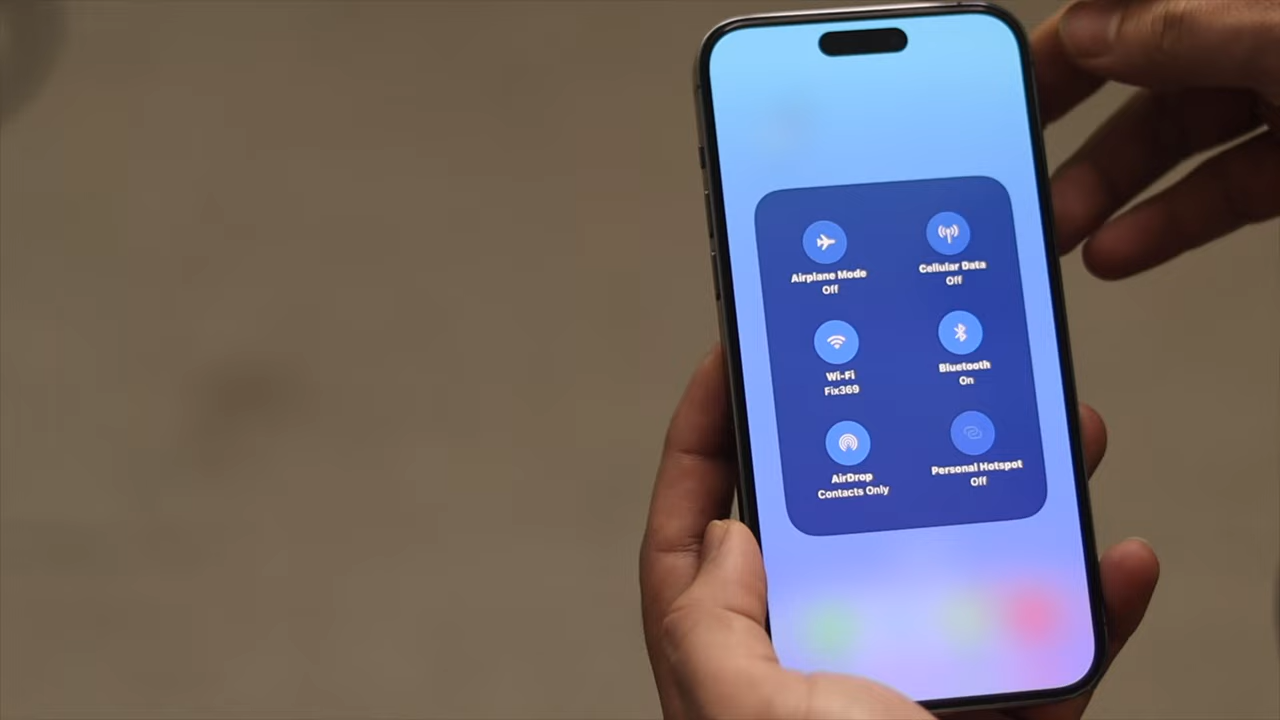 Airplane Mode
Off
Cellular Data
Off
Wi-Fi
Fix369
Bluetooth
On
AirDrop
Contacts Only
Personal Hotspot
Off